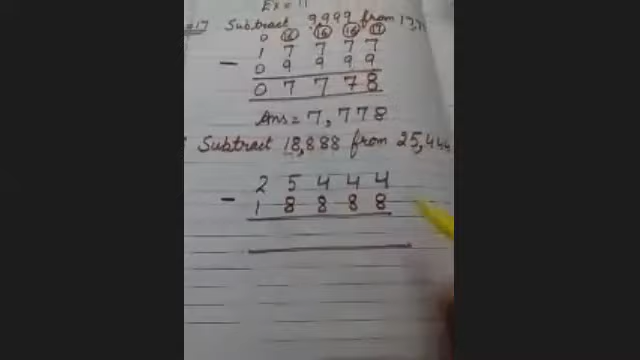 Ex = 11
17 Subtract 9,999 from 17,
0 16 16 16 17
1 7 7 7 7
- 0 9 9 9 9
0 7 7 7 8
Ans = 7,778
Subtract 18,888 from 25,444
2 5 4 4 4
- 1 8 8 8 8